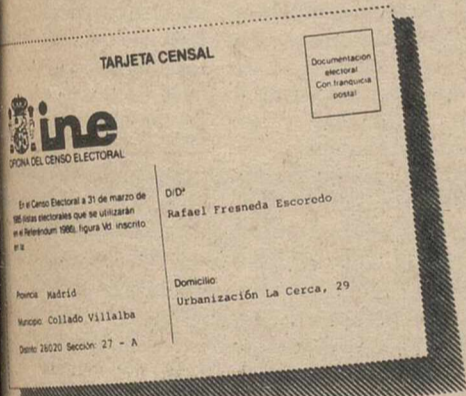 TARJETA CENSAL
Documentación
electoral
Con franquicia
postal
ine
OFICINA DEL CENSO ELECTORAL
En el Censo Electoral a 31 de marzo de
(listas electorales que se utilizarán
en el Referéndum 1986), figura Vd. inscrito
en la:
D/Dª
Rafael Fresneda Escoredo
Provincia: Madrid
Municipio: Collado Villalba
Distrito: 26020 Sección: 27 - A
Domicilio:
Urbanización La Cerca, 29